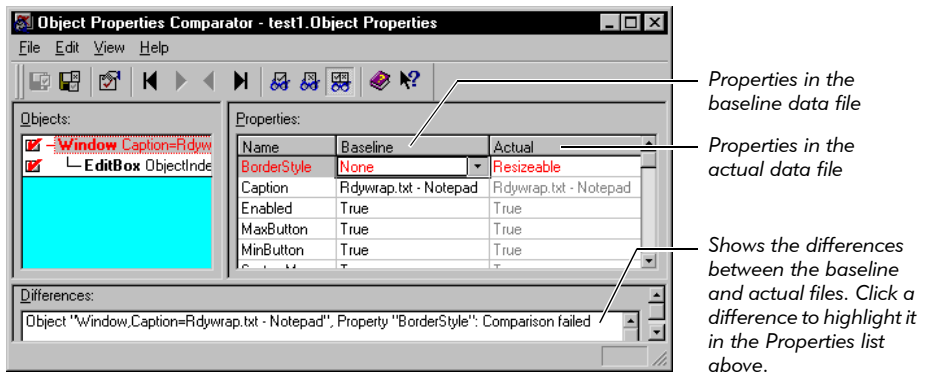 Object Properties Comparator - test1.Object Properties
File Edit View Help
Objects:
Window Caption=Rdyw
EditBox ObjectInde
Properties:
Name Baseline Actual
BorderStyle None Resizeable
Caption Rdywrap.txt - Notepad Rdywrap.txt - Notepad
Enabled True True
MaxButton True True
MinButton True True
Differences:
Object "Window,Caption=Rdywrap.txt - Notepad", Property "BorderStyle": Comparison failed
Properties in the
baseline data file
Properties in the
actual data file
Shows the differences
between the baseline
and actual files. Click a
difference to highlight it
in the Properties list
above.